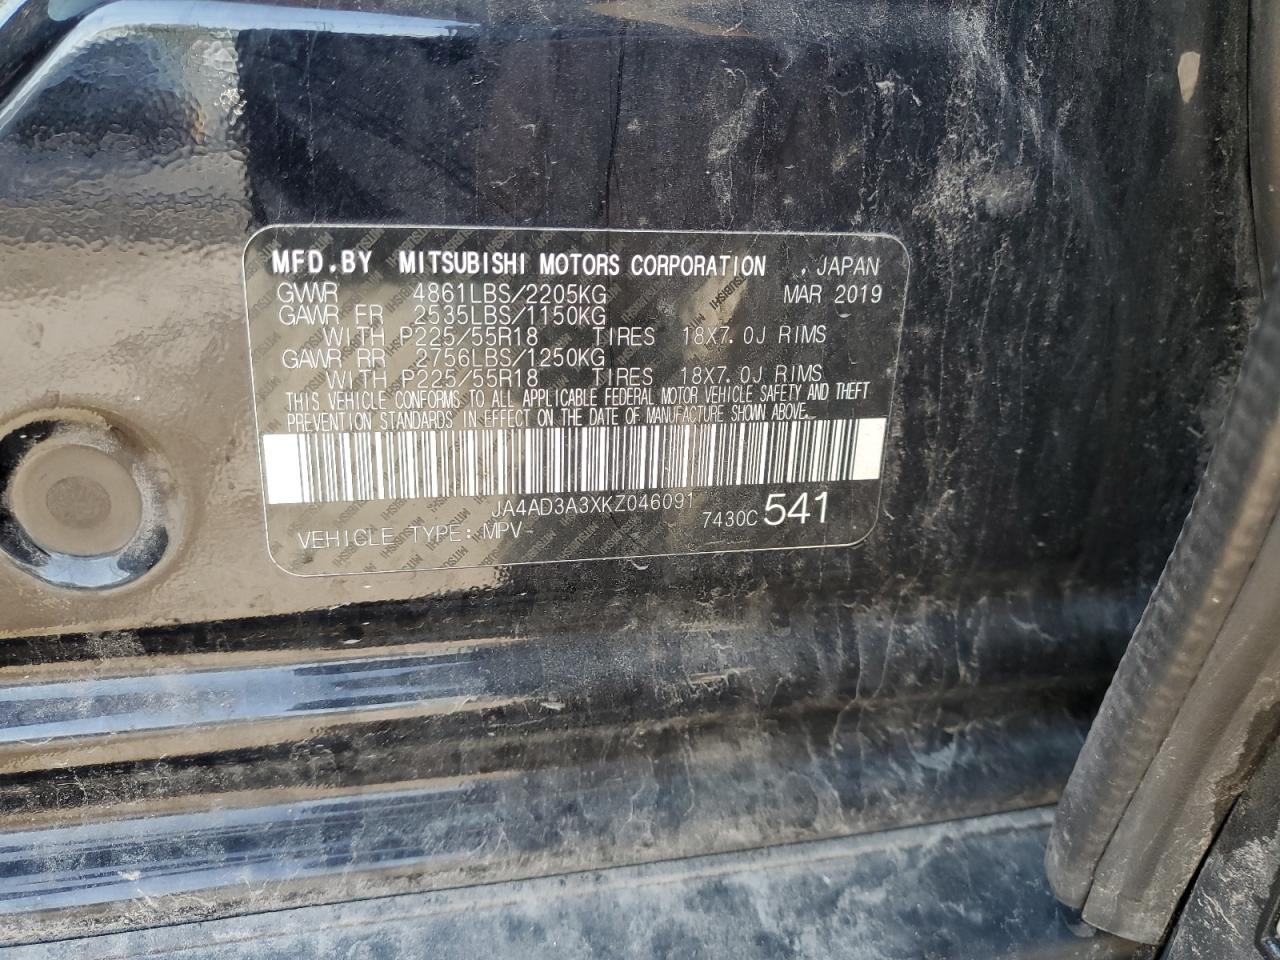 MFD.BY MITSUBISHI MOTORS CORPORATION , JAPAN
GVWR 4861LBS/2205KG MAR 2019
GAWR FR 2535LBS/1150KG
WITH P225/55R18 TIRES 18X7.0J RIMS
GAWR RR 2756LBS/1250KG
WITH P225/55R18 TIRES 18X7.0J RIMS
THIS VEHICLE CONFORMS TO ALL APPLICABLE FEDERAL MOTOR VEHICLE SAFETY AND THEFT
PREVENTION STANDARDS IN EFFECT ON THE DATE OF MANUFACTURE SHOWN ABOVE.
JA4AD3A3XKZ046091
VEHICLE TYPE: MPV- 7430C 541